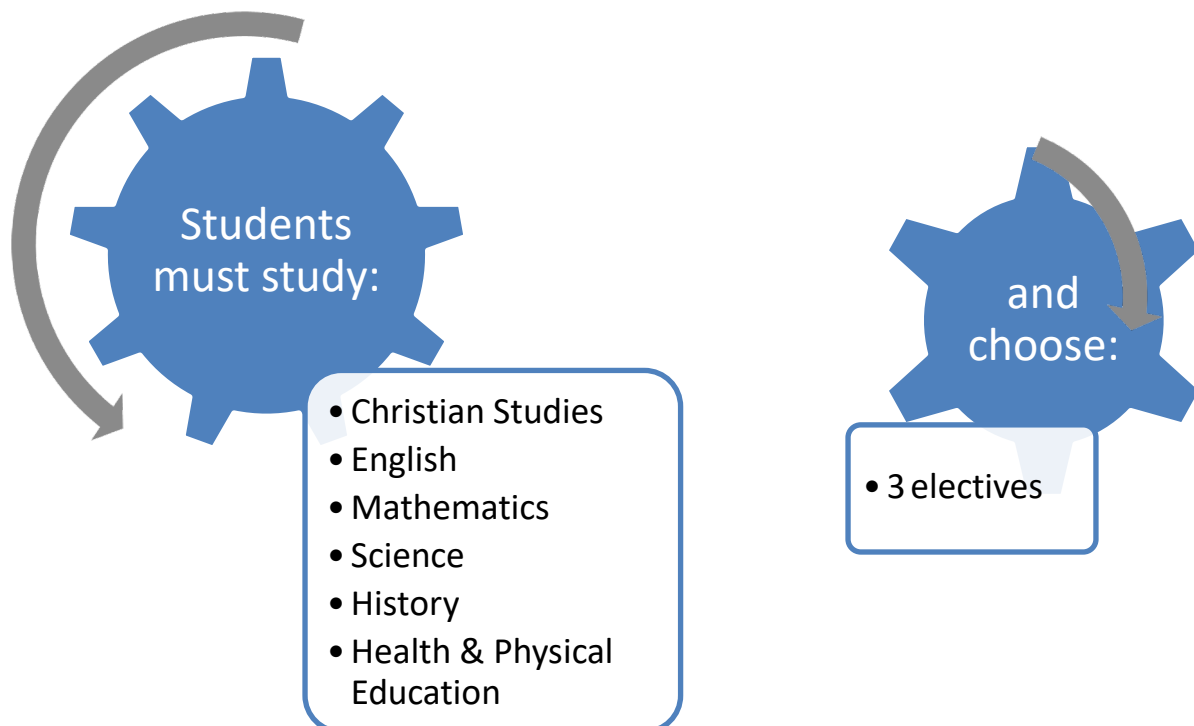 Students
must study:
• Christian Studies
• English
• Mathematics
• Science
• History
• Health & Physical
Education
and
choose:
• 3 electives